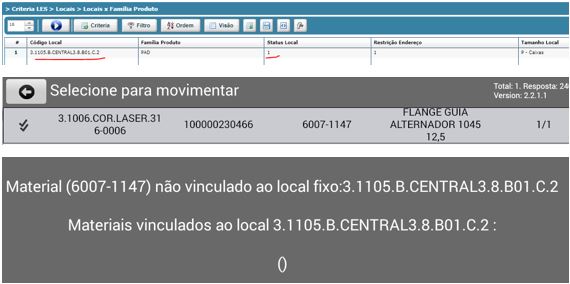 > Criteria LES > Locais > Locais x Familia Produto
Criteria Filtro Ordem Visão
# Código Local Família Produto Status Local Restrição Endereço Tamanho Local
1 3.1105.B.CENTRAL3.8.B01.C.2 PAD 1 1 P - Caixas
Selecione para movimentar
Total: 1. Resposta: 24
Version: 2.2.1.1
3.1006.COR.LASER.31
6-0006
100000230466
6007-1147
FLANGE GUIA
ALTERNADOR 1045
12,5
1/1
Material (6007-1147) não vinculado ao local fixo:3.1105.B.CENTRAL3.8.B01.C.2
Materiais vinculados ao local 3.1105.B.CENTRAL3.8.B01.C.2 :
()